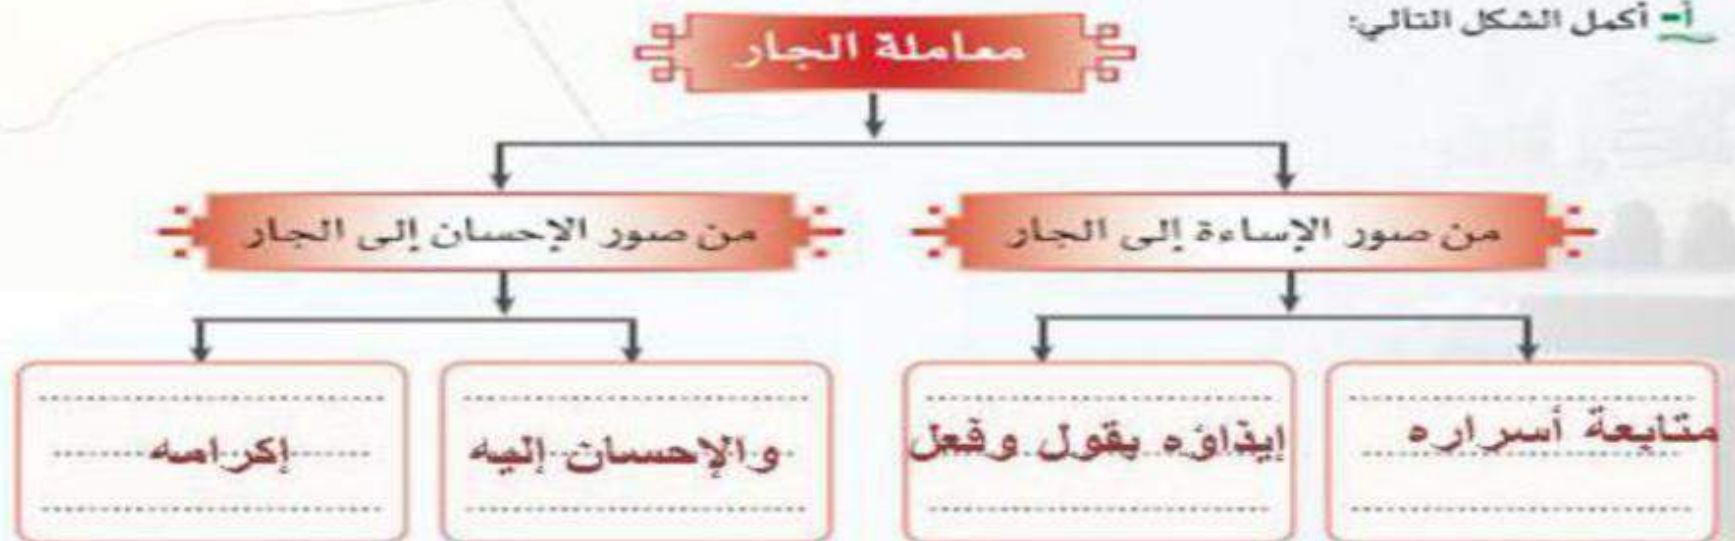 أ- أكمل الشكل التالي:
معاملة الجار
من صور الإساءة إلى الجار
من صور الإحسان إلى الجار
متابعة أسراره
إيذاؤه بقول وفعل
والإحسان إليه
إكرامه